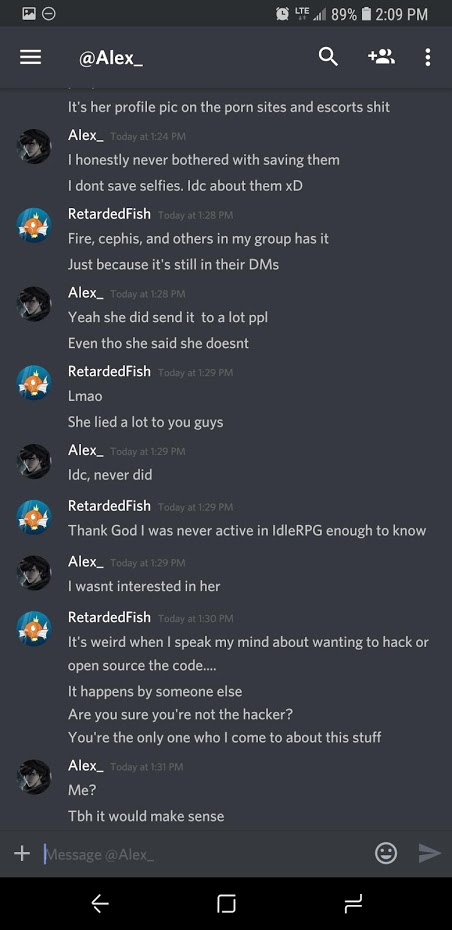 LTE 89% 2:09 PM
@Alex_
It's her profile pic on the porn sites and escorts shit
Alex_ Today at 1:24 PM
I honestly never bothered with saving them
I dont save selfies. Idc about them xD
RetardedFish Today at 1:28 PM
Fire, cephis, and others in my group has it
Just because it's still in their DMs
Alex_ Today at 1:28 PM
Yeah she did send it to a lot ppl
Even tho she said she doesnt
RetardedFish Today at 1:29 PM
Lmao
She lied a lot to you guys
Alex_ Today at 1:29 PM
Idc, never did
RetardedFish Today at 1:29 PM
Thank God I was never active in IdleRPG enough to know
Alex_ Today at 1:29 PM
I wasnt interested in her
RetardedFish Today at 1:30 PM
It's weird when I speak my mind about wanting to hack or
open source the code....
It happens by someone else
Are you sure you're not the hacker?
You're the only one who I come to about this stuff
Alex_ Today at 1:31 PM
Me?
Tbh it would make sense
Message @Alex_